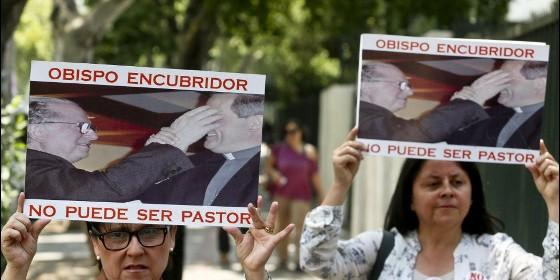 OBISPO ENCUBRIDOR
NO PUEDE SER PASTOR
OBISPO ENCUBRIDOR
NO PUEDE SER PASTOR